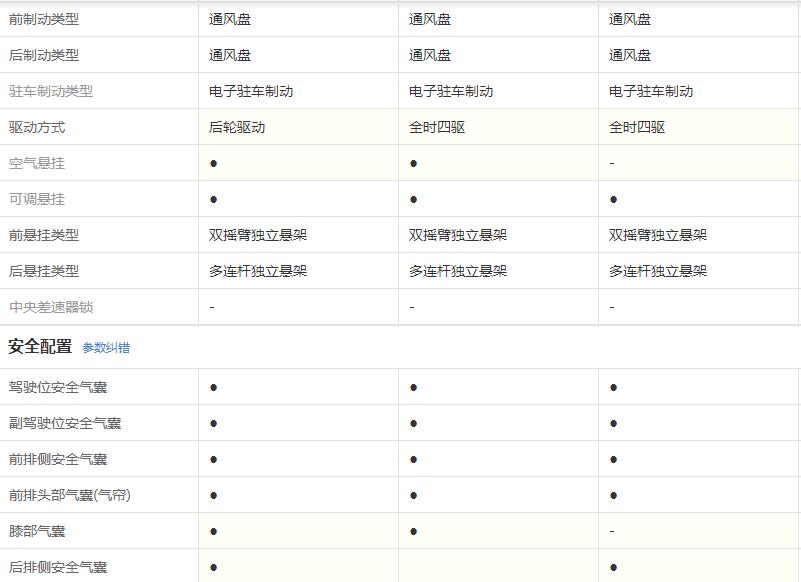 前制动类型 通风盘 通风盘 通风盘
后制动类型 通风盘 通风盘 通风盘
驻车制动类型 电子驻车制动 电子驻车制动 电子驻车制动
驱动方式 后轮驱动 全时四驱 全时四驱
空气悬挂 ● ● -
可调悬挂 ● ● ●
前悬挂类型 双摇臂独立悬架 双摇臂独立悬架 双摇臂独立悬架
后悬挂类型 多连杆独立悬架 多连杆独立悬架 多连杆独立悬架
中央差速器锁 - - -
安全配置 参数纠错
驾驶位安全气囊 ● ● ●
副驾驶位安全气囊 ● ● ●
前排侧安全气囊 ● ● ●
前排头部气囊(气帘) ● ● ●
膝部气囊 ● ● -
后排侧安全气囊 ● ●